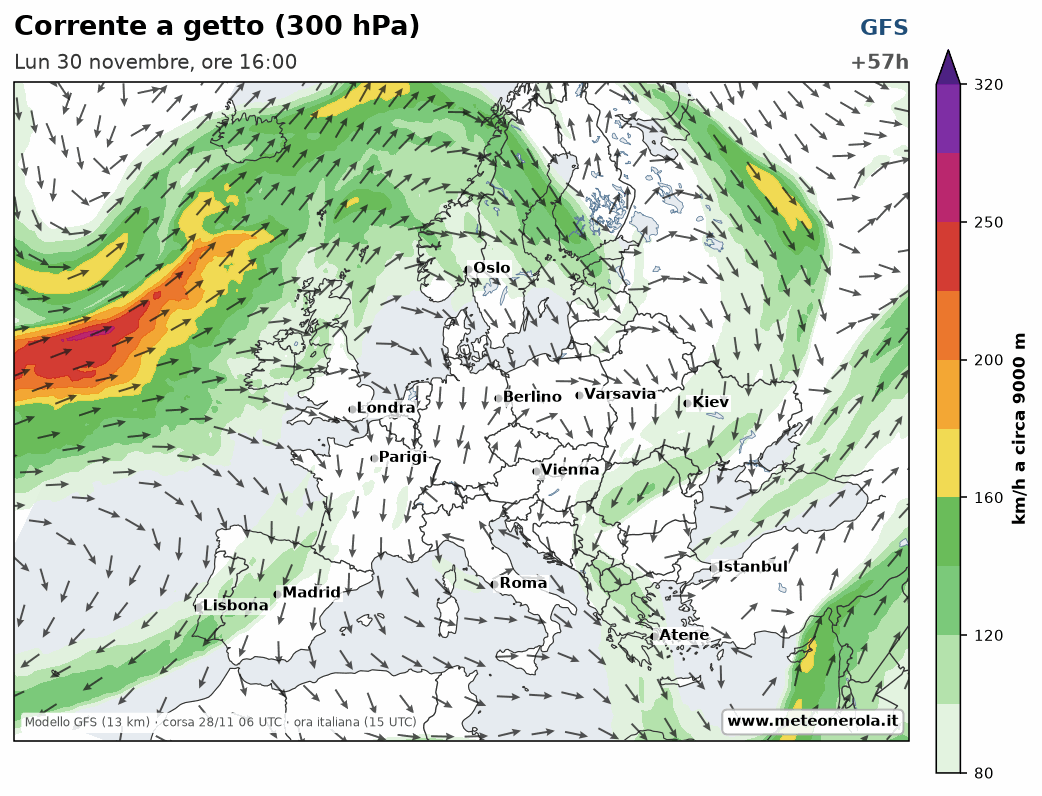 Corrente a getto (300 hPa)
GFS
Lun 30 novembre, ore 16:00
+57h
320
250
200
160
120
80
km/h a circa 9000 m
Oslo
Berlino
Varsavia
Kiev
Londra
Parigi
Vienna
Istanbul
Roma
Madrid
Lisbona
Atene
Modello GFS (13 km) · corsa 28/11 06 UTC · ora italiana (15 UTC)
www.meteonerola.it